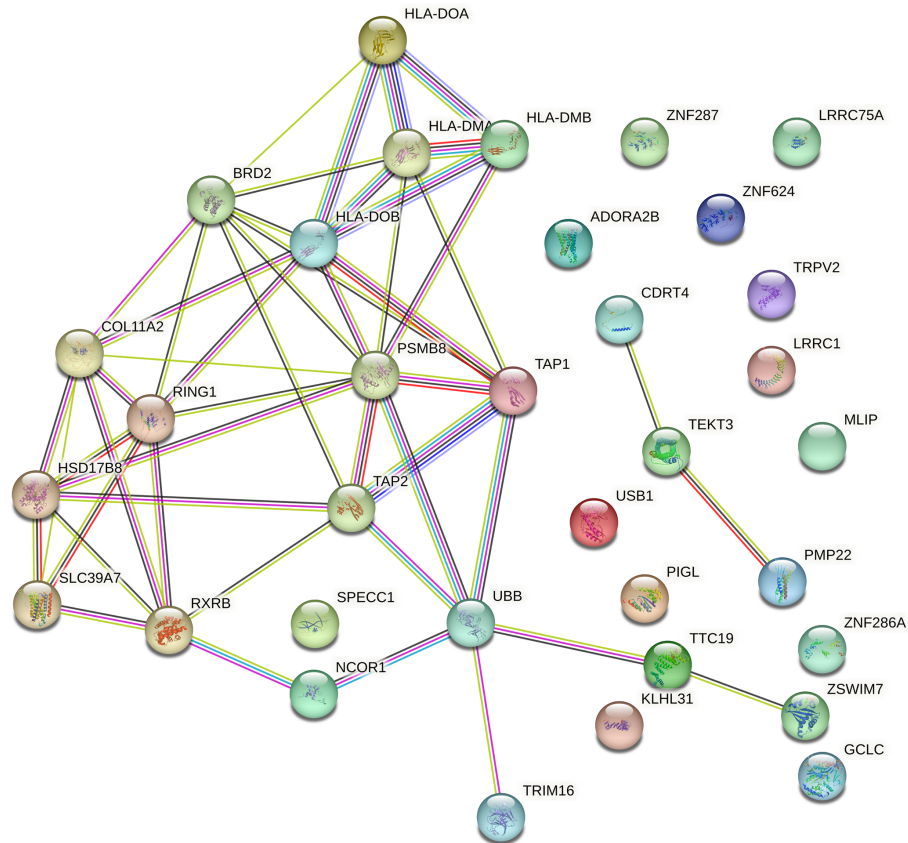 HLA-DOA
HLA-DMB
HLA-DMA
ZNF287
LRRC75A
BRD2
ZNF624
HLA-DOB
ADORA2B
TRPV2
CDRT4
COL11A2
PSMB8
TAP1
LRRC1
RING1
MLIP
TEKT3
HSD17B8
TAP2
USB1
PMP22
SLC39A7
PIGL
RXRB
SPECC1
UBB
ZNF286A
TTC19
NCOR1
ZSWIM7
KLHL31
GCLC
TRIM16